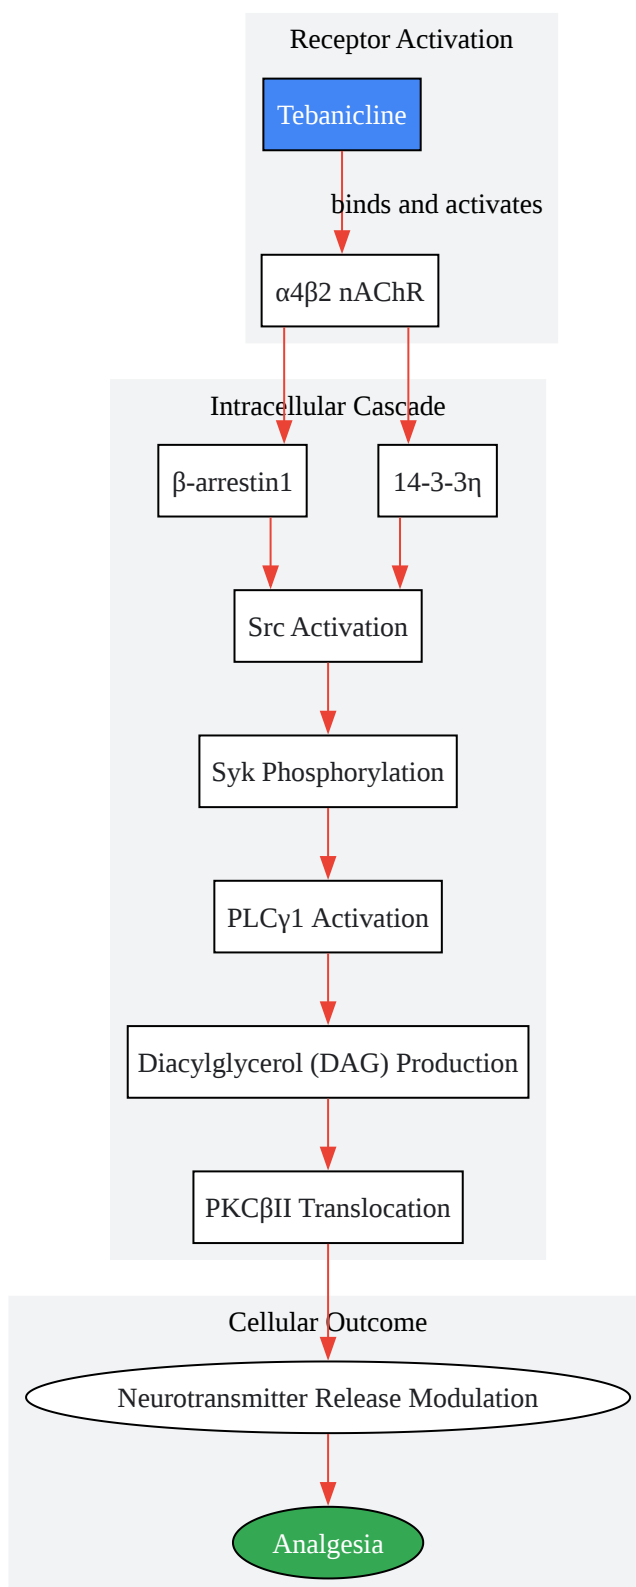 Receptor Activation
Tebanicline
binds and activates
α4β2 nAChR
Intracellular Cascade
β-arrestin1
14-3-3η
Src Activation
Syk Phosphorylation
PLCγ1 Activation
Diacylglycerol (DAG) Production
PKCβII Translocation
Cellular Outcome
Neurotransmitter Release Modulation
Analgesia